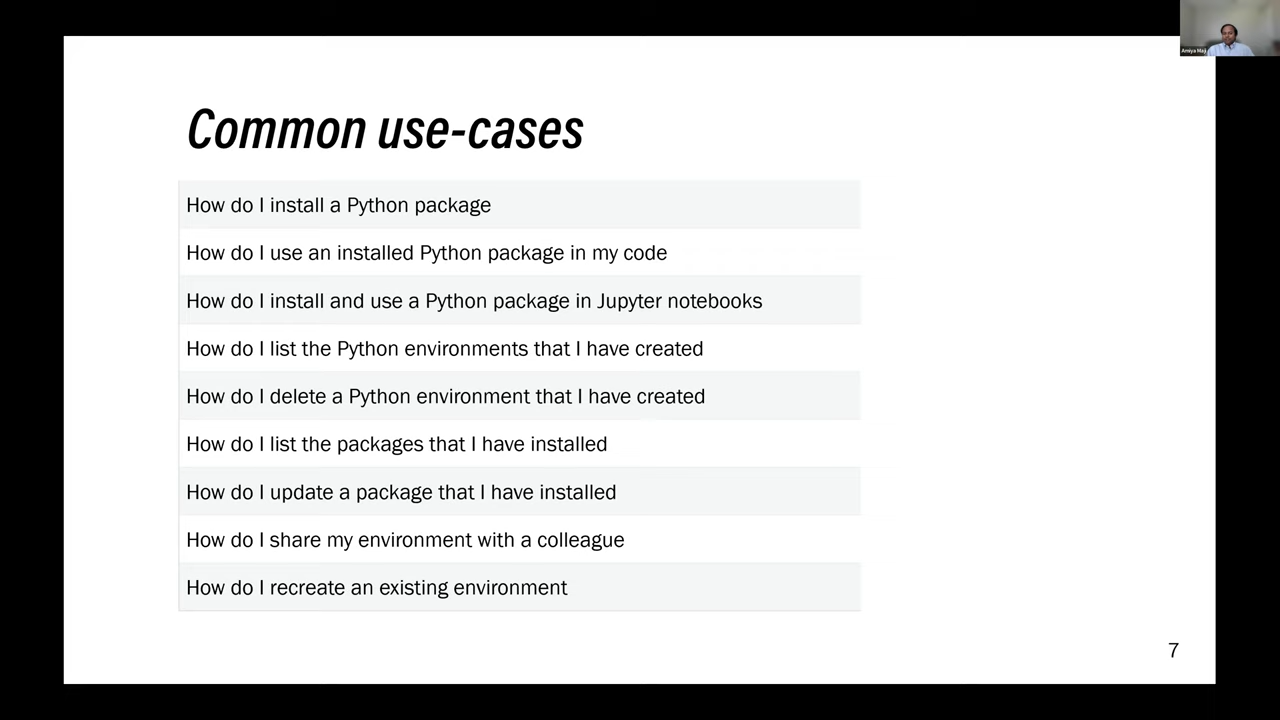 Amiya Maji
Common use-cases
How do I install a Python package
How do I use an installed Python package in my code
How do I install and use a Python package in Jupyter notebooks
How do I list the Python environments that I have created
How do I delete a Python environment that I have created
How do I list the packages that I have installed
How do I update a package that I have installed
How do I share my environment with a colleague
How do I recreate an existing environment
7